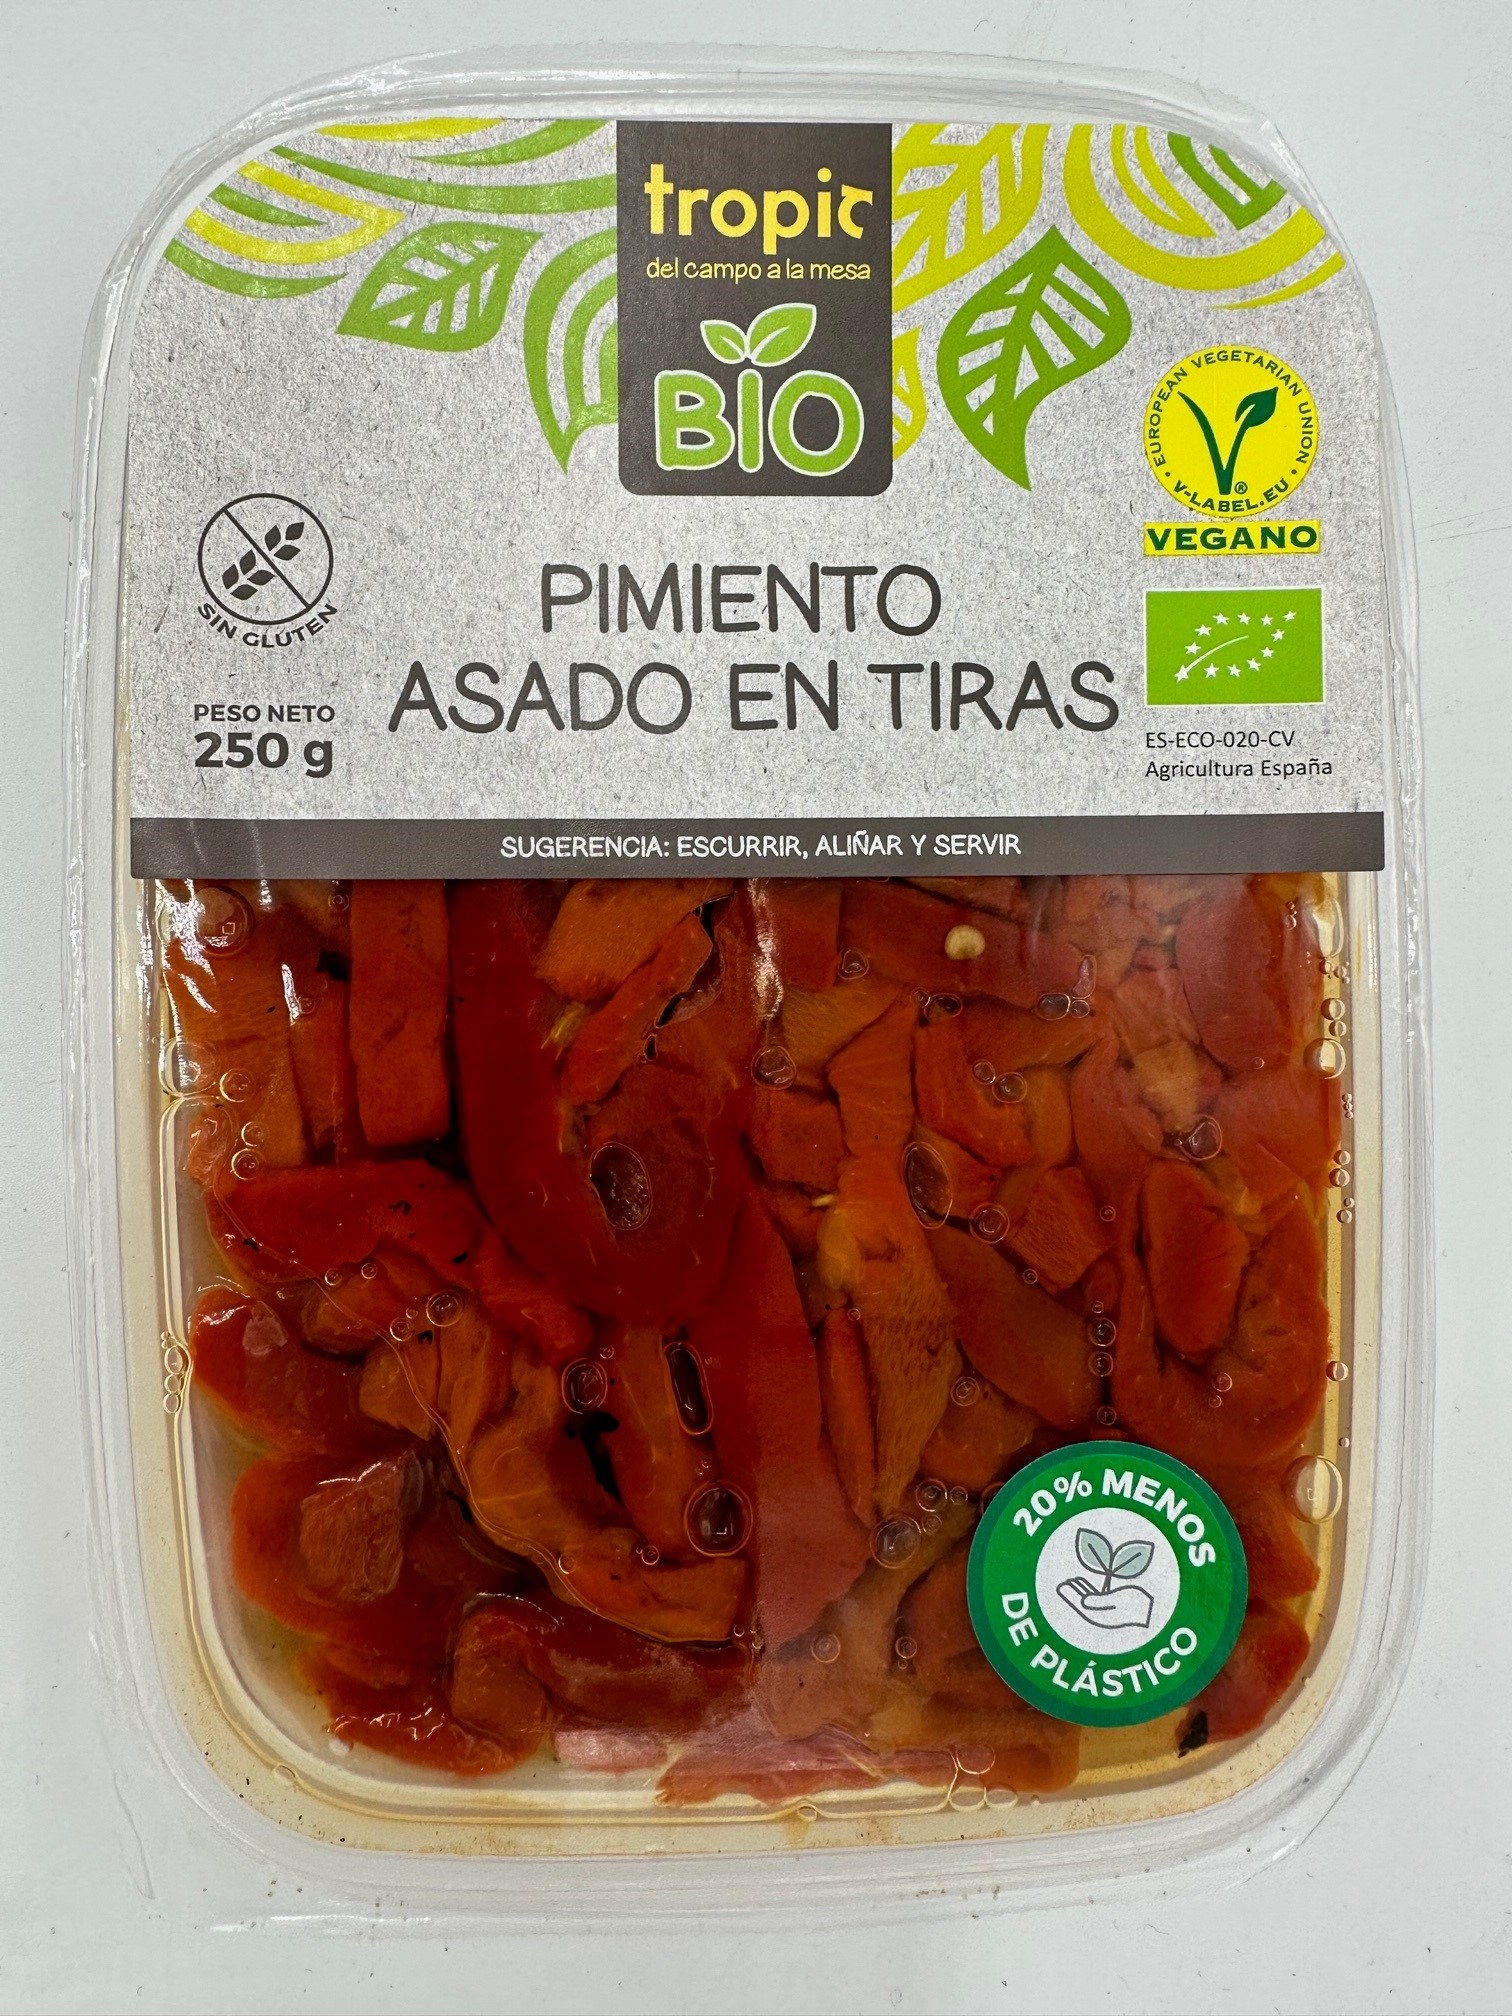 tropic
del campo a la mesa
BIO
EUROPEAN VEGETARIAN UNION
V-LABEL.EU ®
VEGANO
SIN GLUTEN
PIMIENTO
ASADO EN TIRAS
PESO NETO
250 g
ES-ECO-020-CV
Agricultura España
SUGERENCIA: ESCURRIR, ALIÑAR Y SERVIR
20% MENOS
DE PLÁSTICO